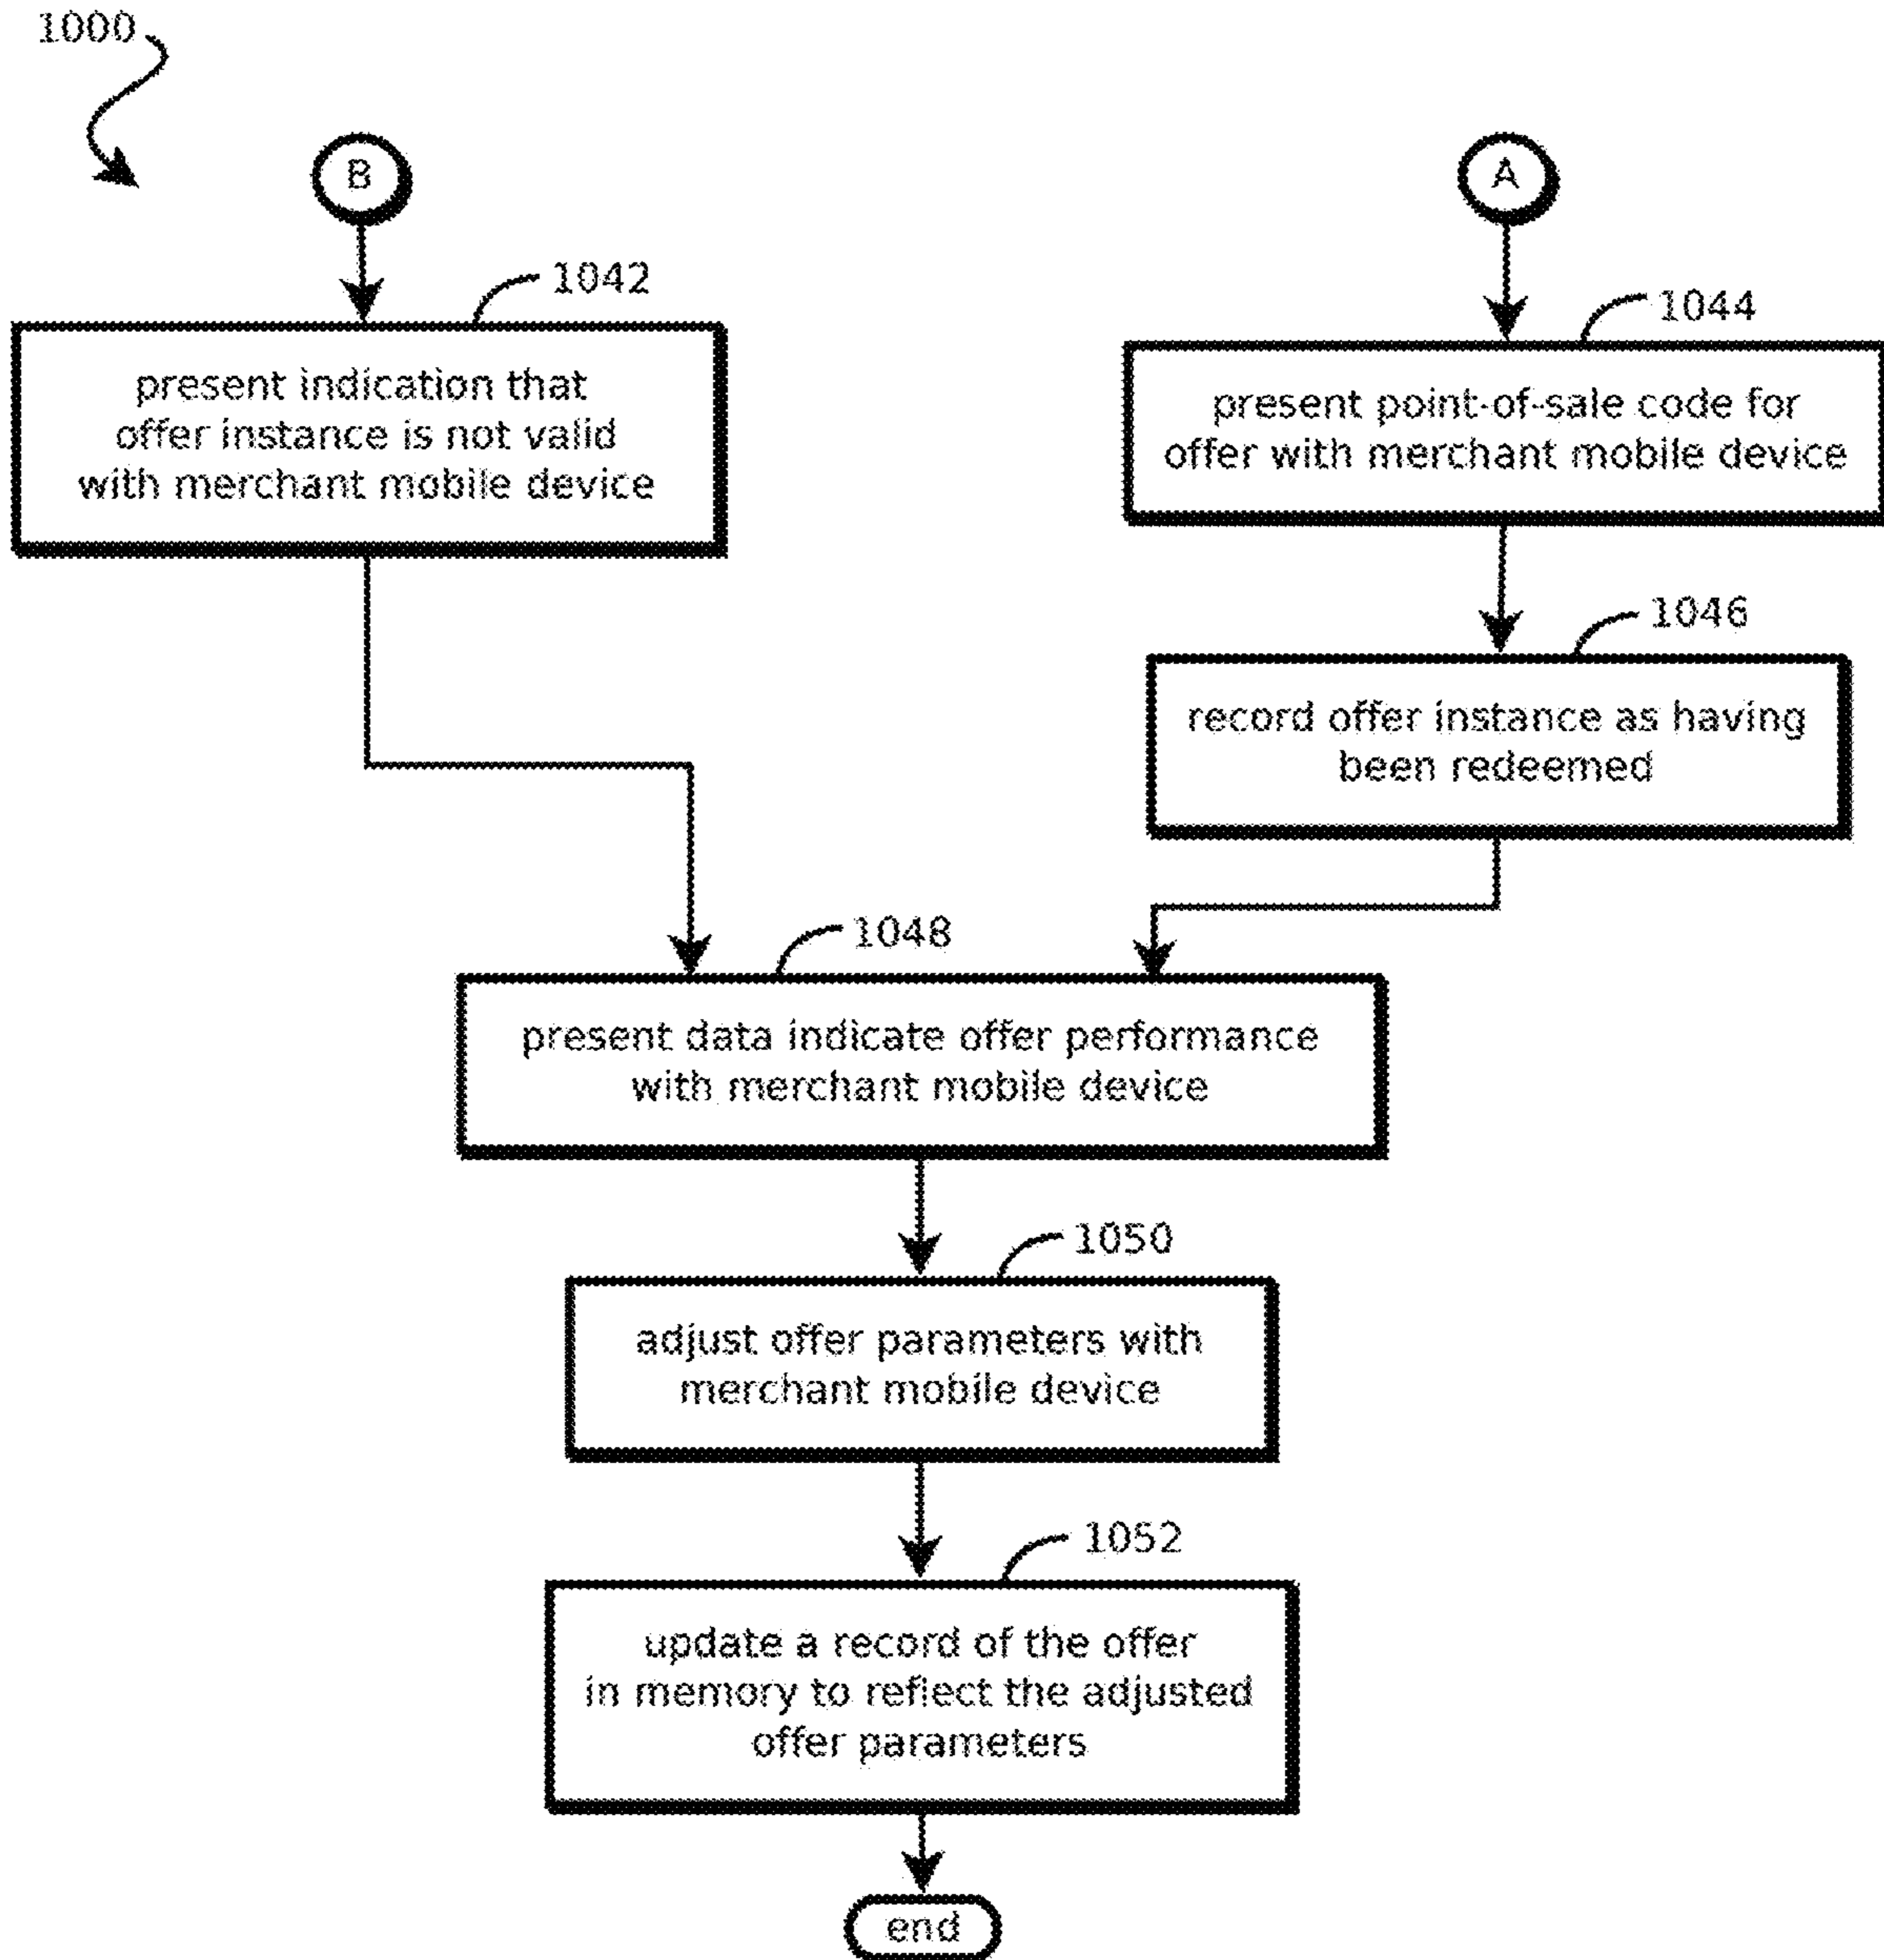 1000
B
A
1042
1044
present indication that
offer instance is not valid
with merchant mobile device
present point-of-sale code for
offer with merchant mobile device
1046
record offer instance as having
been redeemed
1048
present data indicate offer performance
with merchant mobile device
1050
adjust offer parameters with
merchant mobile device
1052
update a record of the offer
in memory to reflect the adjusted
offer parameters
end